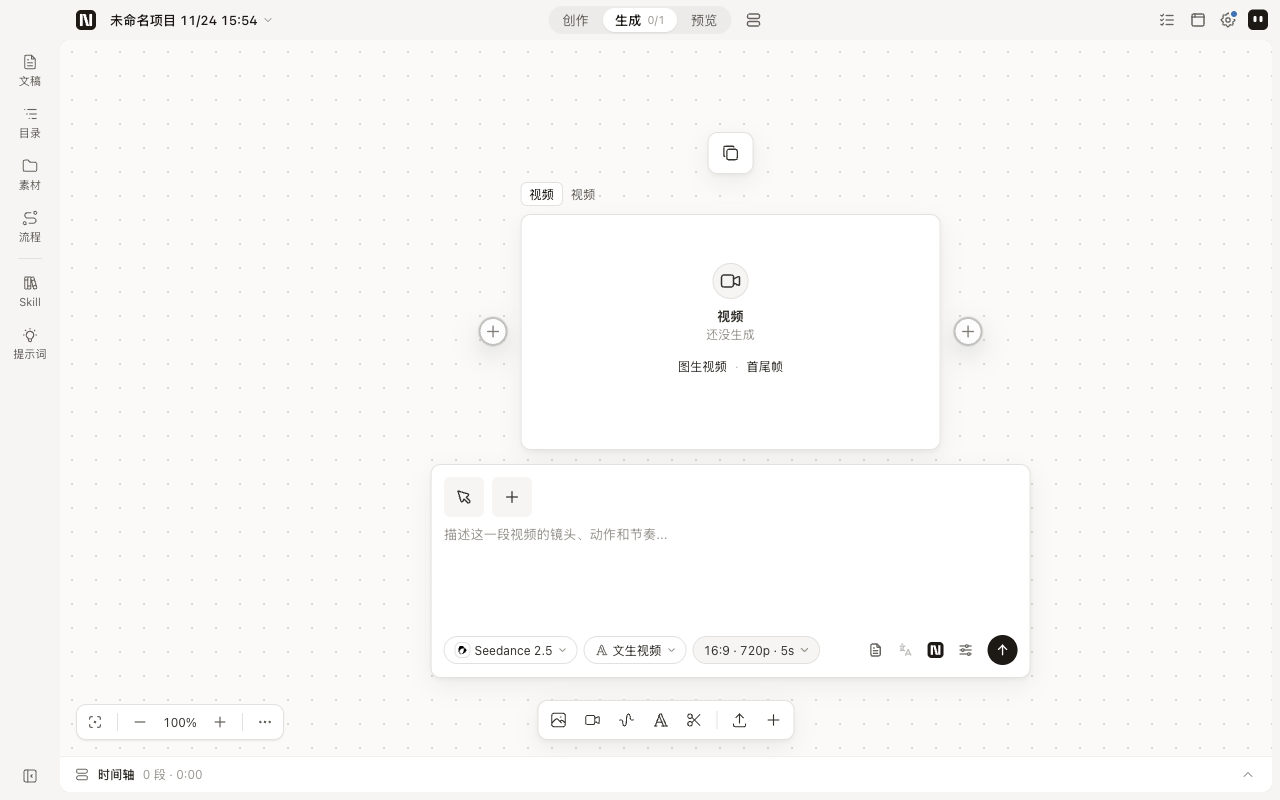 未命名项目 11/24 15:54
创作
生成 0/1
预览
文稿
目录
素材
流程
Skill
提示词
视频
视频 ·
视频
还没生成
图生视频 · 首尾帧
描述这一段视频的镜头、动作和节奏...
Seedance 2.5
文生视频
16:9 · 720p · 5s
100%
时间轴 0 段 · 0:00